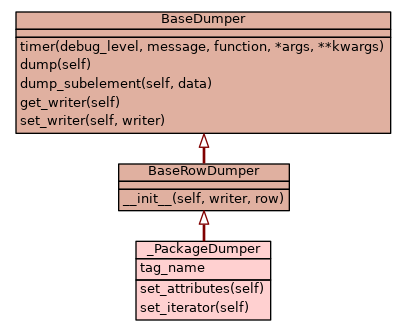 BaseDumper
timer(debug_level, message, function, *args, **kwargs)
dump(self)
dump_subelement(self, data)
get_writer(self)
set_writer(self, writer)
BaseRowDumper
__init__(self, writer, row)
_PackageDumper
tag_name
set_attributes(self)
set_iterator(self)